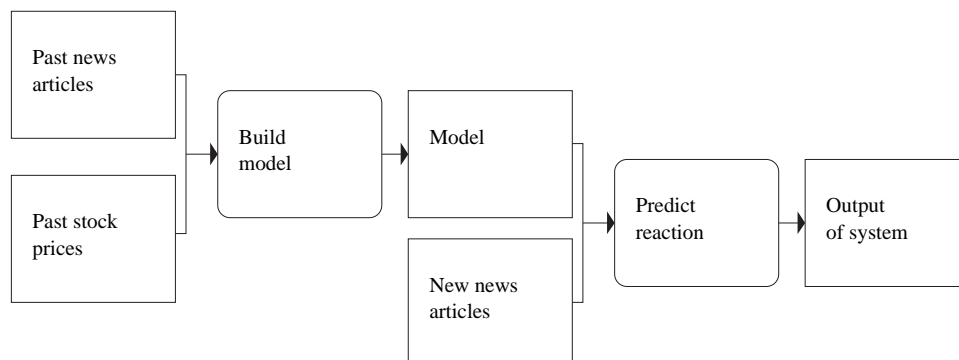 Past news
articles
Past stock
prices
Build
model
Model
New news
articles
Predict
reaction
Output
of system